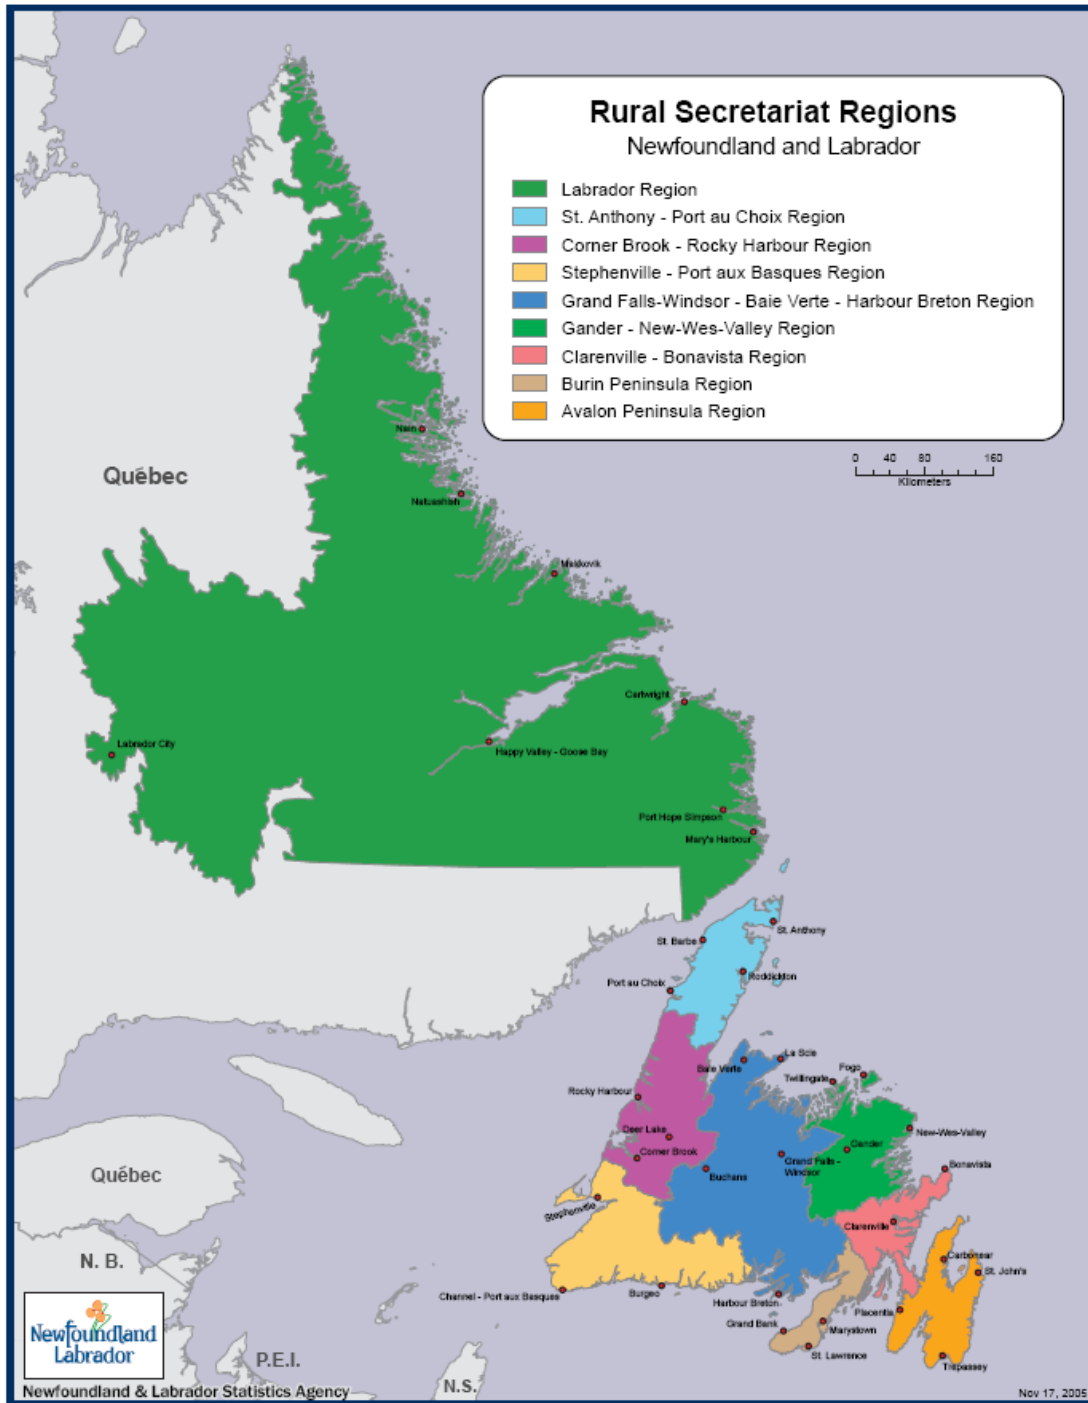 Rural Secretariat Regions
Newfoundland and Labrador
Labrador Region
St. Anthony - Port au Choix Region
Corner Brook - Rocky Harbour Region
Stephenville - Port aux Basques Region
Grand Falls-Windsor - Baie Verte - Harbour Breton Region
Gander - New-Wes-Valley Region
Clarenville - Bonavista Region
Burin Peninsula Region
Avalon Peninsula Region
0 40 80 160
Kilometers
Nain
Québec
Natuashish
Makkovik
Cartwright
Labrador City
Happy Valley - Goose Bay
Port Hope Simpson
Mary's Harbour
St. Anthony
St. Barbe
Roddickton
Port au Choix
La Scie
Baie Verte
Fogo
Twillingate
Rocky Harbour
New-Wes-Valley
Deer Lake
Gander
Corner Brook
Grand Falls -
Windsor
Bonavista
Buchans
Québec
Stephenville
Clarenville
Carbonear
N. B.
St. John's
Channel - Port aux Basques
Burgeo
Harbour Breton
Placentia
Grand Bank
Marystown
St. Lawrence
Trepassey
Newfoundland
Labrador
P.E.I.
N.S.
Newfoundland & Labrador Statistics Agency
Nov 17, 2005